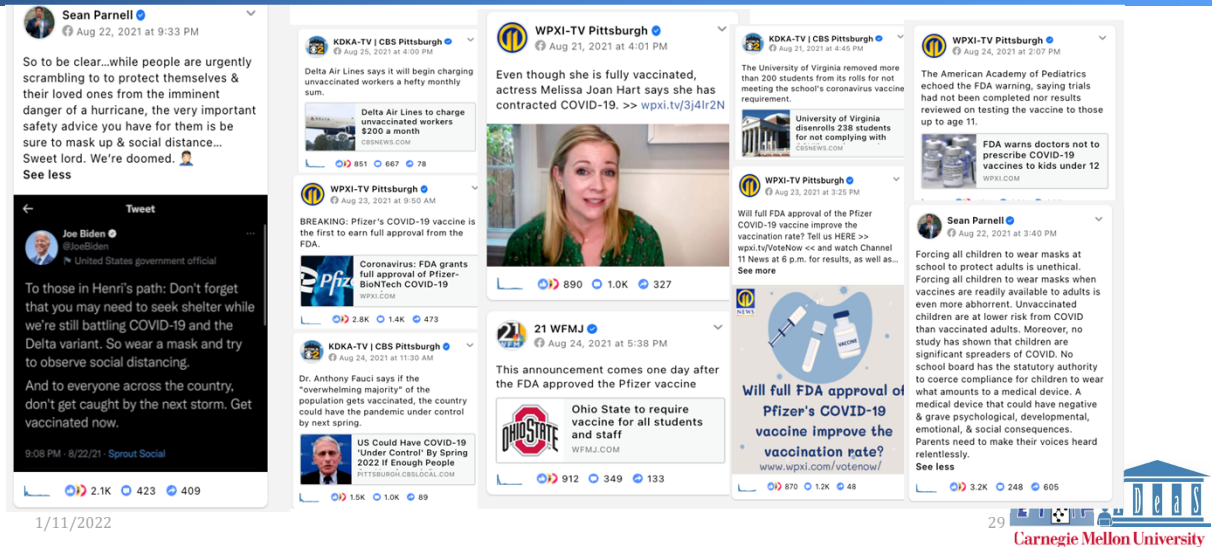 Sean Parnell
Aug 22, 2021 at 9:33 PM
So to be clear...while people are urgently
scrambling to to protect themselves &
their loved ones from the imminent
danger of a hurricane, the very important
safety advice you have for them is be
sure to mask up & social distance...
Sweet lord. We're doomed. 🤦🏻‍♂️
See less
Tweet
Joe Biden
@JoeBiden
United States government official
To those in Henri's path: Don't forget
that you may need to seek shelter while
we're still battling COVID-19 and the
Delta variant. So wear a mask and try
to observe social distancing.
And to everyone across the country,
don't get caught by the next storm. Get
vaccinated now.
9:08 PM · 8/22/21 · Sprout Social
2.1K 423 409
KDKA-TV | CBS Pittsburgh
Aug 25, 2021 at 4:00 PM
Delta Air Lines says it will begin charging
unvaccinated workers a hefty monthly
sum.
Delta Air Lines to charge
unvaccinated workers
$200 a month
CBSNEWS.COM
851 667 78
WPXI-TV Pittsburgh
Aug 23, 2021 at 9:50 AM
BREAKING: Pfizer's COVID-19 vaccine is
the first to earn full approval from the
FDA.
Pfiz
Coronavirus: FDA grants
full approval of Pfizer-
BioNTech COVID-19
WPXI.COM
2.8K 1.4K 473
KDKA-TV | CBS Pittsburgh
Aug 24, 2021 at 11:30 AM
Dr. Anthony Fauci says if the
"overwhelming majority" of the
population gets vaccinated, the country
could have the pandemic under control
by next spring.
US Could Have COVID-19
'Under Control' By Spring
2022 If Enough People
PITTSBURGH.CBSLOCAL.COM
1.5K 1.0K 89
WPXI-TV Pittsburgh
Aug 21, 2021 at 4:01 PM
Even though she is fully vaccinated,
actress Melissa Joan Hart says she has
contracted COVID-19. >> wpxi.tv/3j4Ir2N
890 1.0K 327
21 WFMJ
Aug 24, 2021 at 5:38 PM
This announcement comes one day after
the FDA approved the Pfizer vaccine
OHIO STATE
Ohio State to require
vaccine for all students
and staff
WFMJ.COM
912 349 133
KDKA-TV | CBS Pittsburgh
Aug 21, 2021 at 4:45 PM
The University of Virginia removed more
than 200 students from its rolls for not
meeting the school's coronavirus vaccine
requirement.
University of Virginia
disenrolls 238 students
for not complying with
CBSNEWS.COM
WPXI-TV Pittsburgh
Aug 23, 2021 at 3:25 PM
Will full FDA approval of the Pfizer
COVID-19 vaccine improve the
vaccination rate? Tell us HERE >>
wpxi.tv/VoteNow << and watch Channel
11 News at 6 p.m. for results, as well as...
See more
NEWS
VACCINE
Will full FDA approval of
Pfizer's COVID-19
vaccine improve the
vaccination rate?
www.wpxi.com/votenow/
870 1.2K 48
WPXI-TV Pittsburgh
Aug 24, 2021 at 2:07 PM
The American Academy of Pediatrics
echoed the FDA warning, saying trials
had not been completed nor results
reviewed on testing the vaccine to those
up to age 11.
FDA warns doctors not to
prescribe COVID-19
vaccines to kids under 12
WPXI.COM
Sean Parnell
Aug 22, 2021 at 3:40 PM
Forcing all children to wear masks at
school to protect adults is unethical.
Forcing all children to wear masks when
vaccines are readily available to adults is
even more abhorrent. Unvaccinated
children are at lower risk from COVID
than vaccinated adults. Moreover, no
study has shown that children are
significant spreaders of COVID. No
school board has the statutory authority
to coerce compliance for children to wear
what amounts to a medical device. A
medical device that could have negative
& grave psychological, developmental,
emotional, & social consequences.
Parents need to make their voices heard
relentlessly.
See less
3.2K 248 605
1/11/2022
29
IDeaS
Carnegie Mellon University